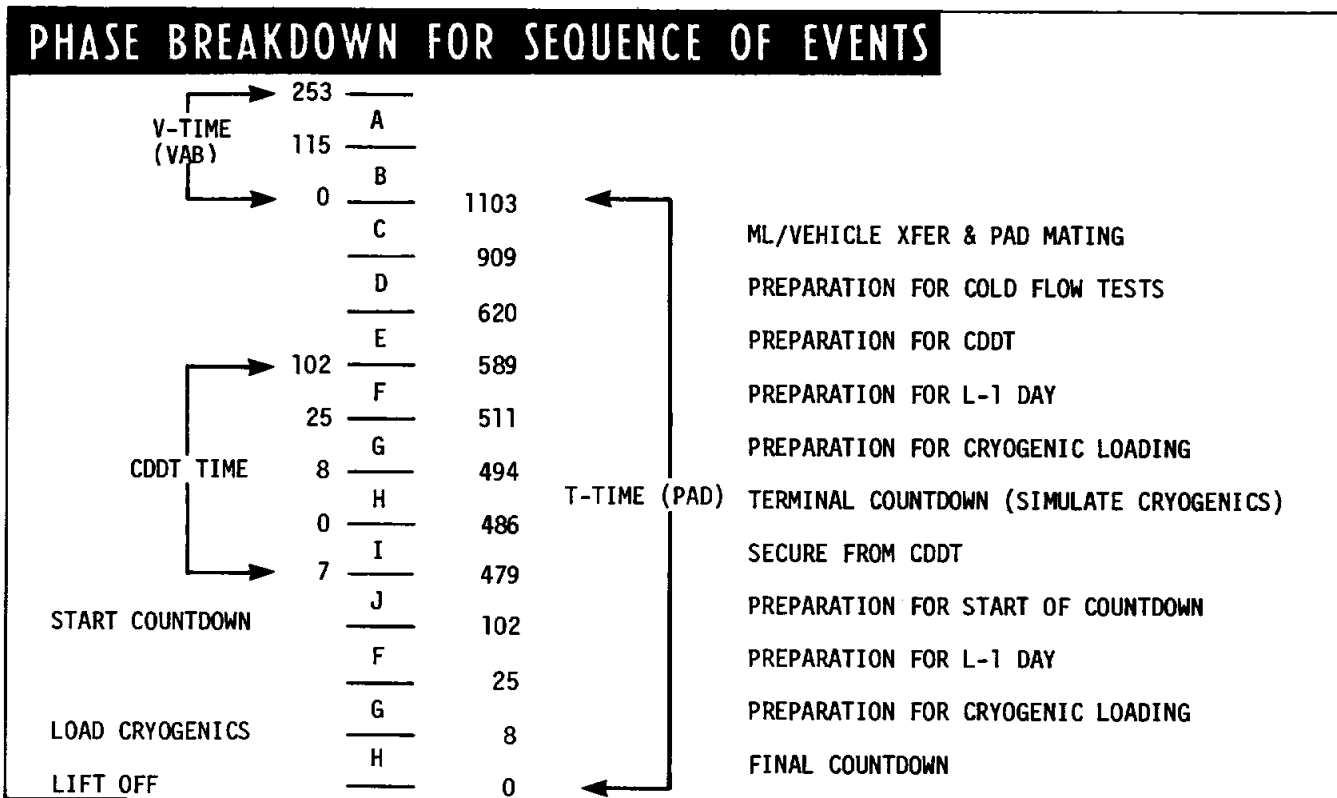 PHASE BREAKDOWN FOR SEQUENCE OF EVENTS
253
A
V-TIME
(VAB)
115
B
0
1103
C
ML/VEHICLE XFER & PAD MATING
909
D
PREPARATION FOR COLD FLOW TESTS
620
E
PREPARATION FOR CDDT
102
589
F
PREPARATION FOR L-1 DAY
25
511
G
PREPARATION FOR CRYOGENIC LOADING
CDDT TIME
8
494
H
T-TIME (PAD)
TERMINAL COUNTDOWN (SIMULATE CRYOGENICS)
0
486
I
SECURE FROM CDDT
7
479
J
PREPARATION FOR START OF COUNTDOWN
START COUNTDOWN
102
F
PREPARATION FOR L-1 DAY
25
G
PREPARATION FOR CRYOGENIC LOADING
LOAD CRYOGENICS
8
H
FINAL COUNTDOWN
LIFT OFF
0